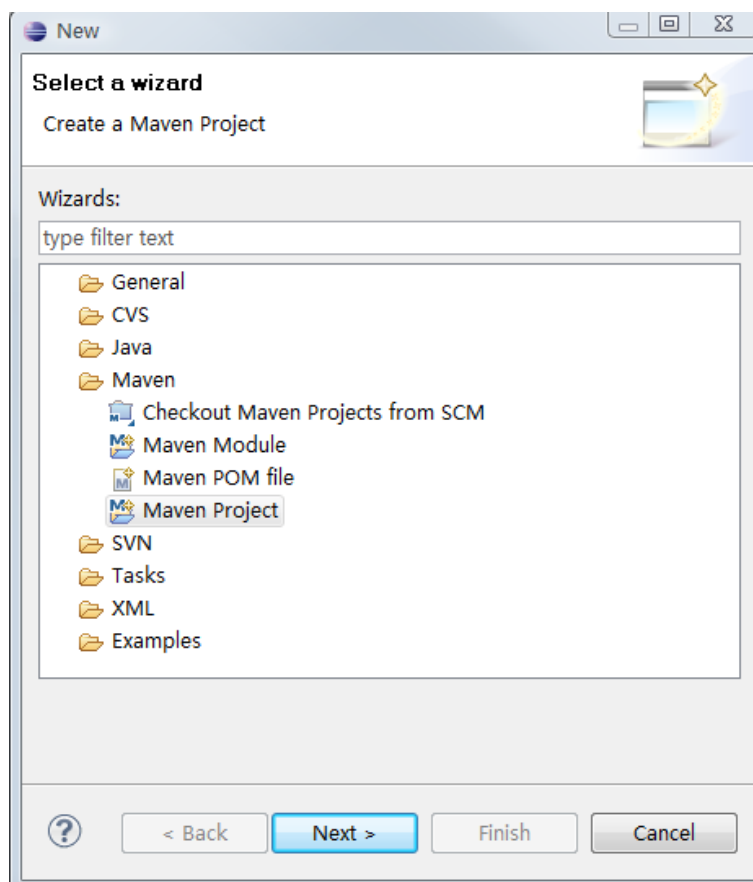 New
Select a wizard
Create a Maven Project
Wizards:
type filter text
General
CVS
Java
Maven
Checkout Maven Projects from SCM
Maven Module
Maven POM file
Maven Project
SVN
Tasks
XML
Examples
? < Back Next > Finish Cancel